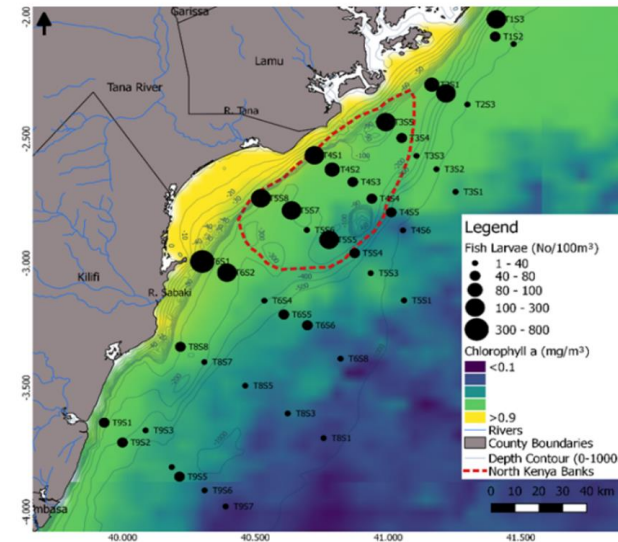 -2.00
Garissa
Lamu
Tana River
R. Tana
T1S3
T1S2
T2S3
-2.500
T3S5
T3S4
T4S1
T3S3
T4S2
T3S2
T4S3
T3S1
T5S8
T4S4
T5S7
T4S5
T4S6
T5S5
T5S4
-3.000
T6S2
T5S3
Kilifi
R. Sabaki
T6S4
T5S1
T6S5
T6S6
T8S8
T8S7
T6S8
-3.500
T8S5
T8S3
T9S1
T9S2
T9S3
T8S1
T9S5
T9S6
T9S7
-4.000
mbasa
40.000
40.500
41.000
41.500
Legend
Fish Larvae (No/100m³)
1 - 40
40 - 80
80 - 100
100 - 300
300 - 800
Chlorophyll a (mg/m³)
<0.1
>0.9
Rivers
County Boundaries
Depth Contour (0-1000
North Kenya Banks
0 10 20 30 40 km